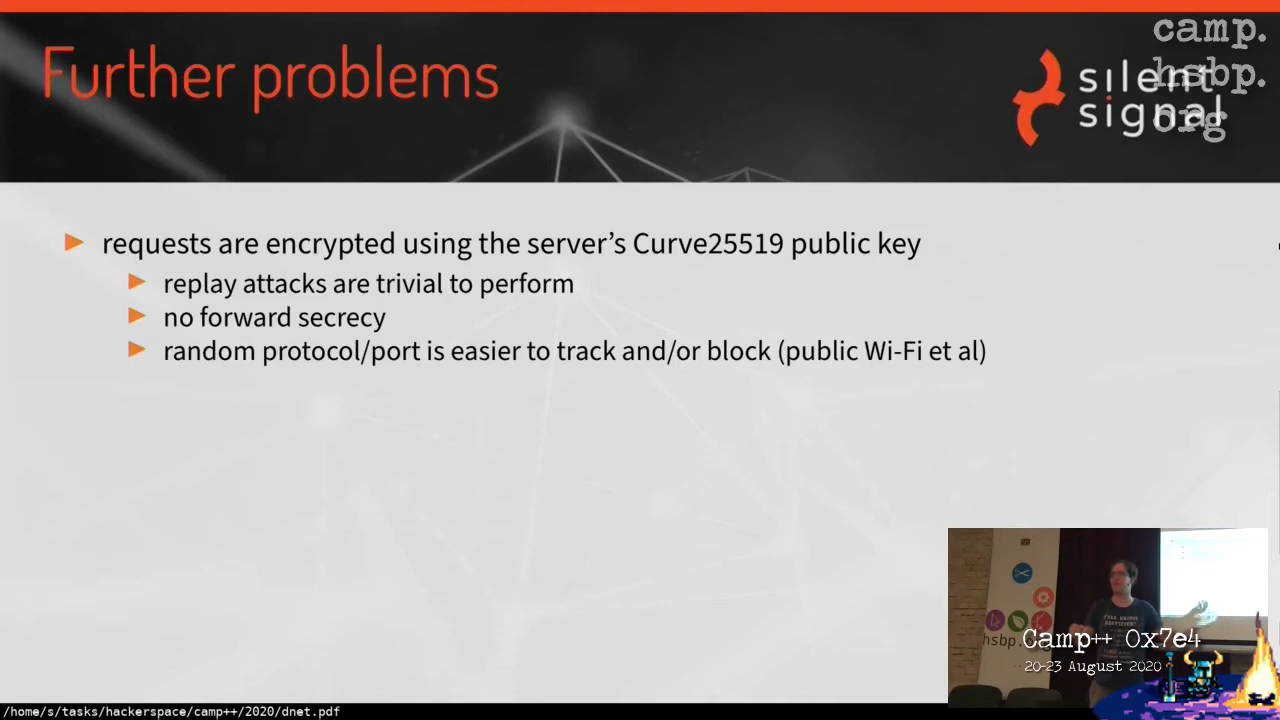 Further problems
silent
signal
camp.
hsbp.
org
requests are encrypted using the server's Curve25519 public key
replay attacks are trivial to perform
no forward secrecy
random protocol/port is easier to track and/or block (public Wi-Fi et al)
hsbp.
Camp++ 0x7e4
20-23 August 2020
/home/s/tasks/hackerspace/camp++/2020/dnet.pdf